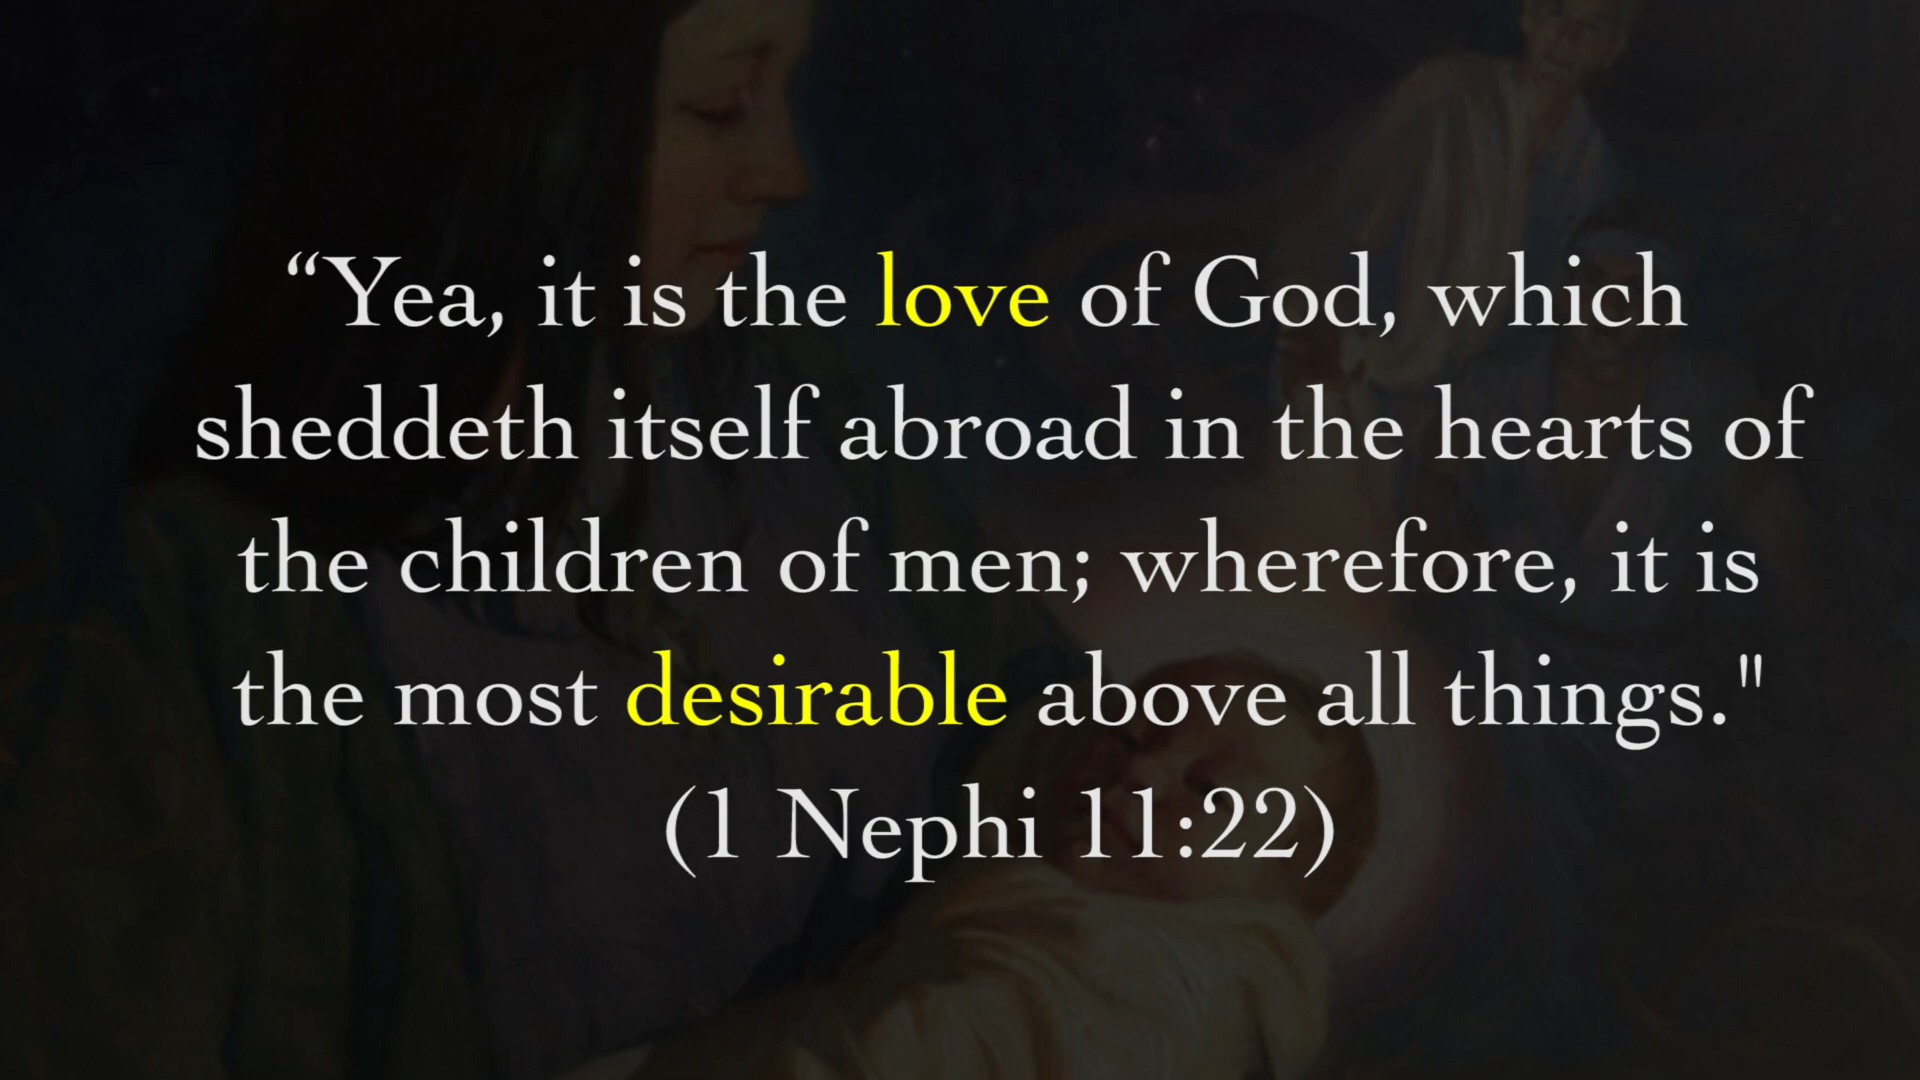 “Yea, it is the love of God, which
sheddeth itself abroad in the hearts of
the children of men; wherefore, it is
the most desirable above all things."
(1 Nephi 11:22)